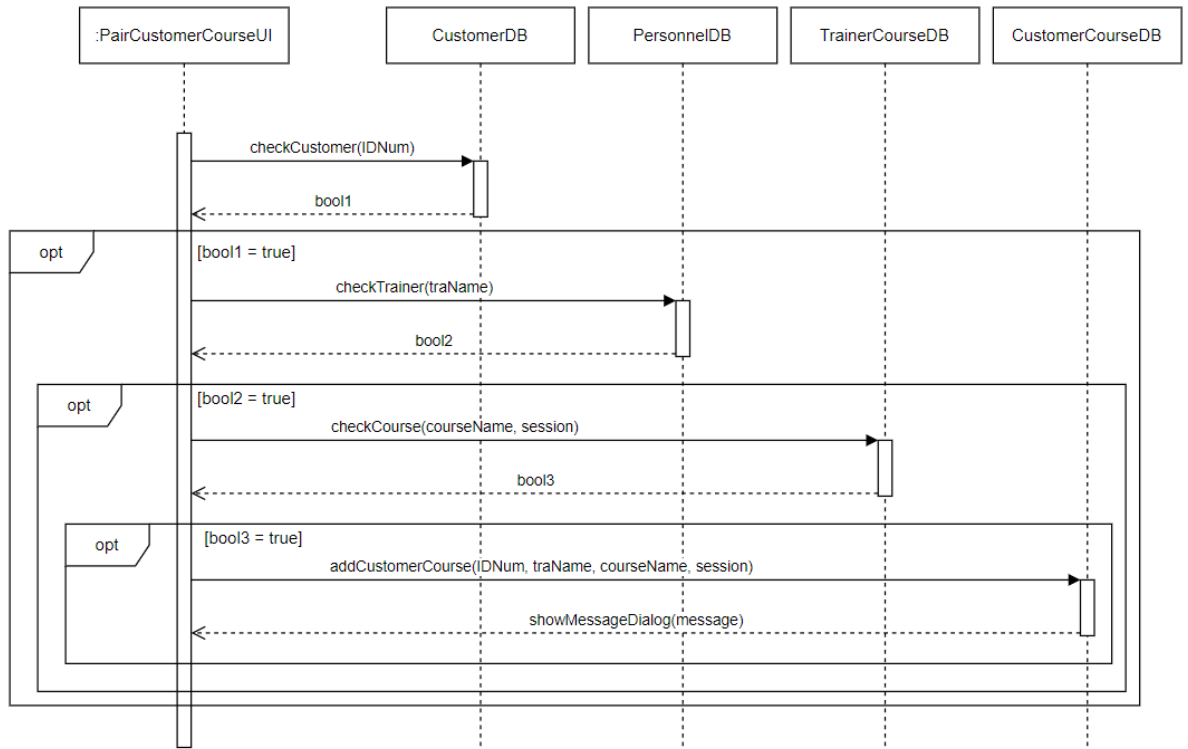 :PairCustomerCourseUI
CustomerDB
PersonnelDB
TrainerCourseDB
CustomerCourseDB
checkCustomer(IDNum)
bool1
opt
[bool1 = true]
checkTrainer(traName)
bool2
opt
[bool2 = true]
checkCourse(courseName, session)
bool3
opt
[bool3 = true]
addCustomerCourse(IDNum, traName, courseName, session)
showMessageDialog(message)